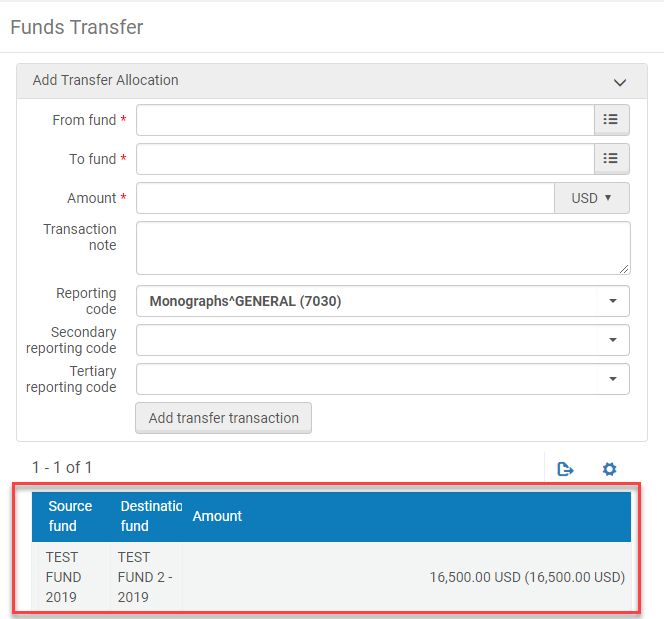 Funds Transfer
Add Transfer Allocation
From fund *
To fund *
Amount *
USD ▼
Transaction
note
Reporting
code
Monographs^GENERAL (7030)
Secondary
reporting code
Tertiary
reporting code
Add transfer transaction
1 - 1 of 1
Source
fund
Destinatio
fund
Amount
TEST
FUND
2019
TEST
FUND 2 -
2019
16,500.00 USD (16,500.00 USD)